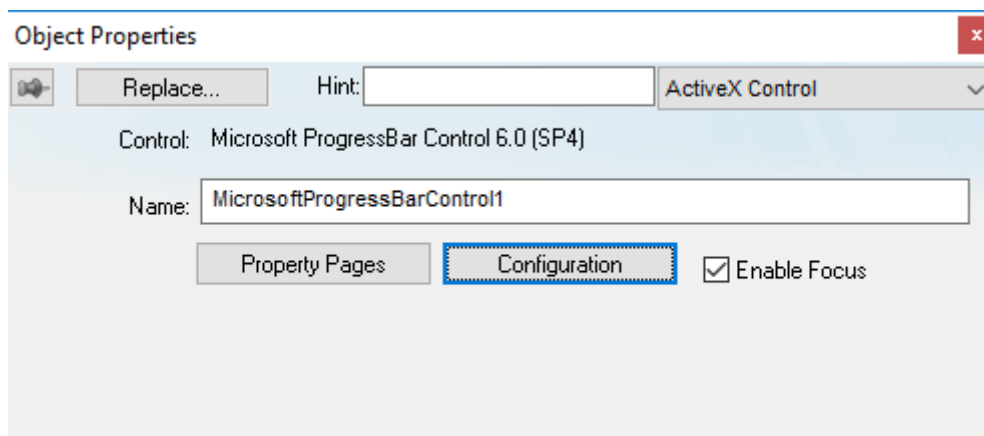 Object Properties
x
Replace... Hint: ActiveX Control
Control: Microsoft ProgressBar Control 6.0 (SP4)
Name: MicrosoftProgressBarControl1
Property Pages Configuration Enable Focus